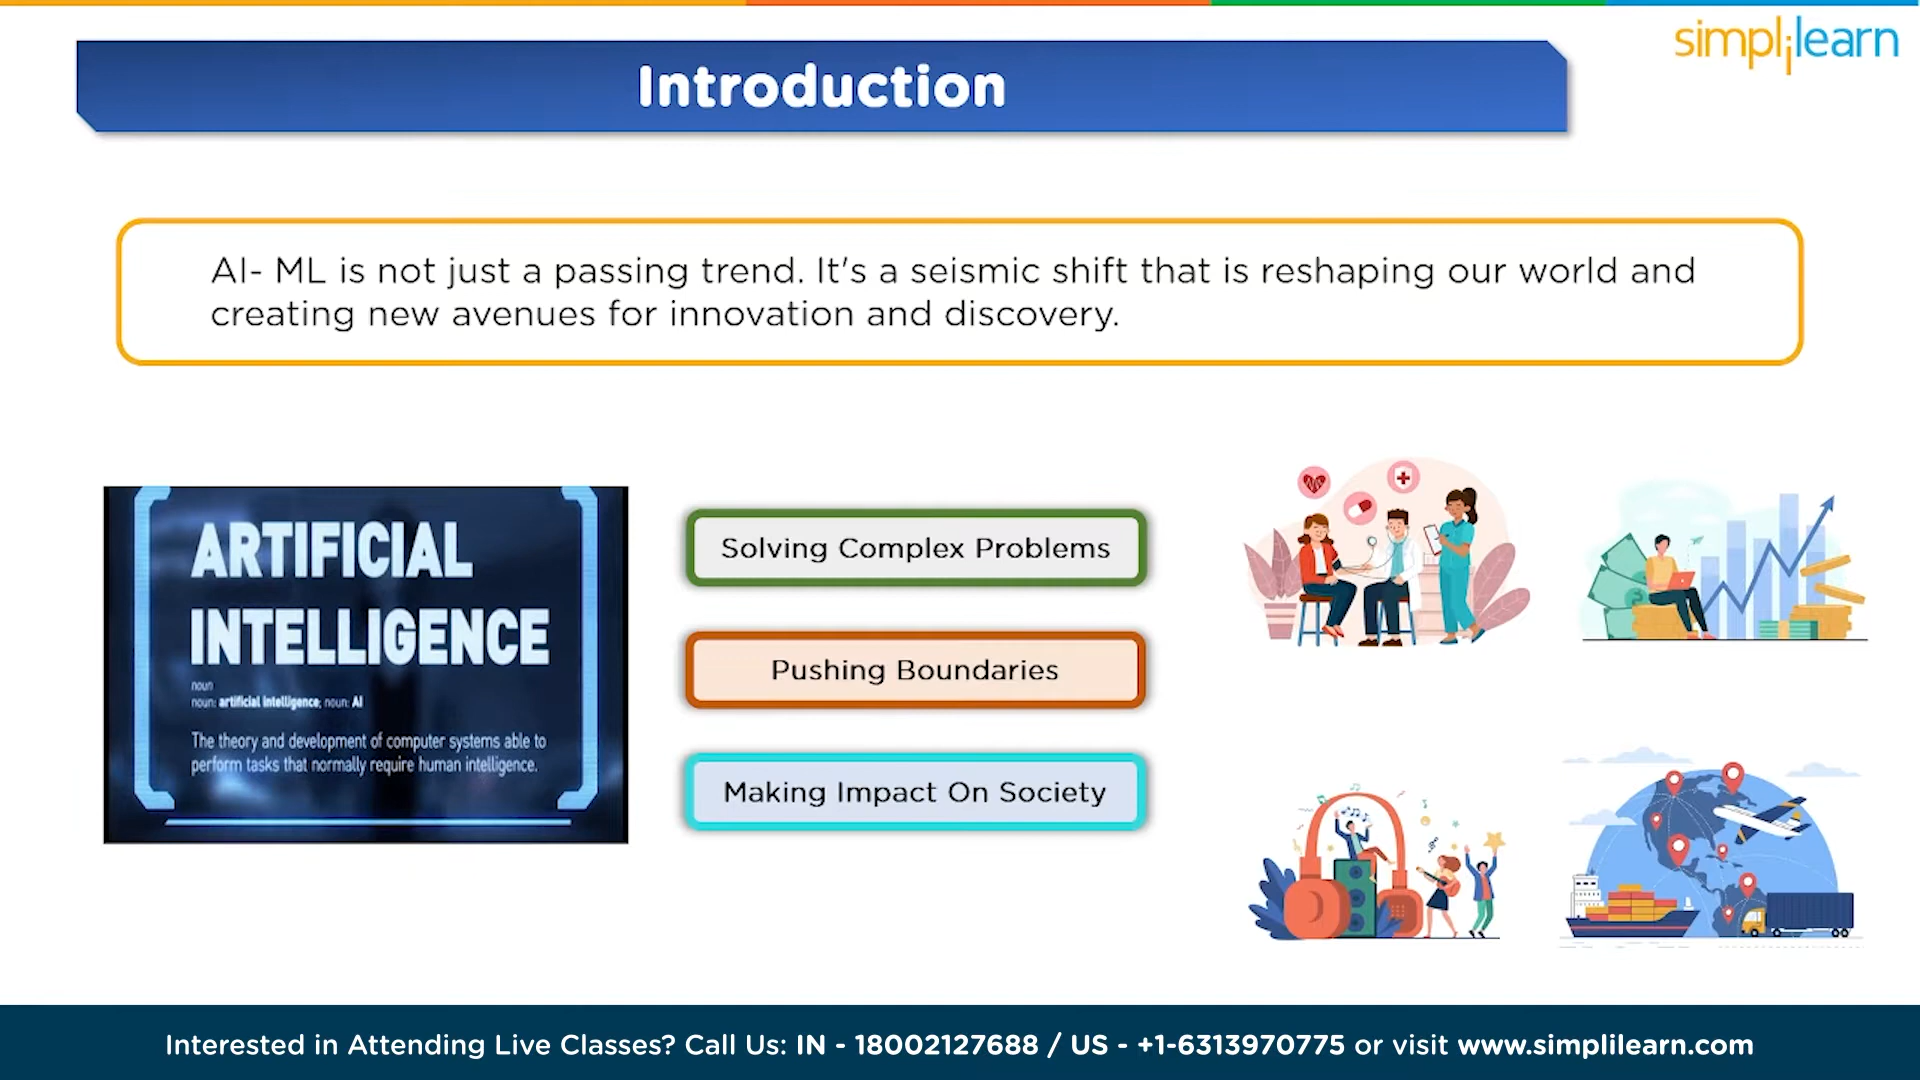 simplilearn
Introduction
AI- ML is not just a passing trend. It's a seismic shift that is reshaping our world and
creating new avenues for innovation and discovery.
ARTIFICIAL
INTELLIGENCE
noun
noun: artificial intelligence; noun: AI
The theory and development of computer systems able to
perform tasks that normally require human intelligence.
Solving Complex Problems
Pushing Boundaries
Making Impact On Society
Interested in Attending Live Classes? Call Us: IN - 18002127688 / US - +1-6313970775 or visit www.simplilearn.com